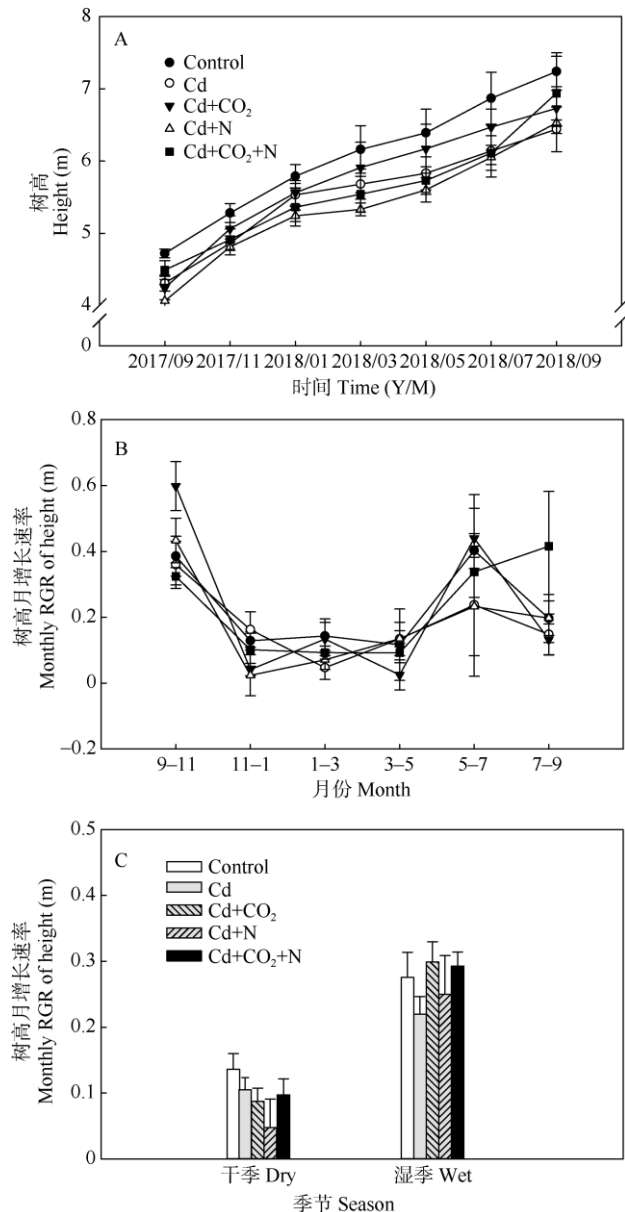 8
A
Control
Cd
Cd+CO₂
Cd+N
Cd+CO₂+N
7
6
5
4
0
树高
Height (m)
2017/09 2017/11 2018/01 2018/03 2018/05 2018/07 2018/09
时间 Time (Y/M)
0.8
B
0.6
0.4
0.2
0
–0.2
树高月增长速率
Monthly RGR of height (m)
9–11 11–1 1–3 3–5 5–7 7–9
月份 Month
0.5
C
Control
Cd
Cd+CO₂
Cd+N
Cd+CO₂+N
0.4
0.3
0.2
0.1
0
树高月增长速率
Monthly RGR of height (m)
干季 Dry 湿季 Wet
季节 Season